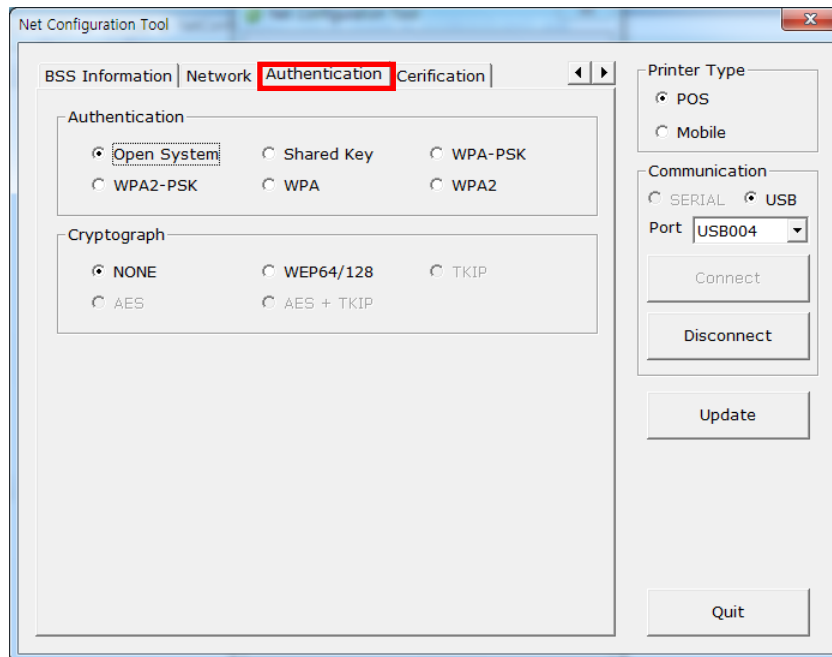 Net Configuration Tool
BSS Information Network Authentication Cerification
Authentication
Open System Shared Key WPA-PSK
WPA2-PSK WPA WPA2
Cryptograph
NONE WEP64/128 TKIP
AES AES + TKIP
Printer Type
POS
Mobile
Communication
SERIAL USB
Port USB004
Connect
Disconnect
Update
Quit